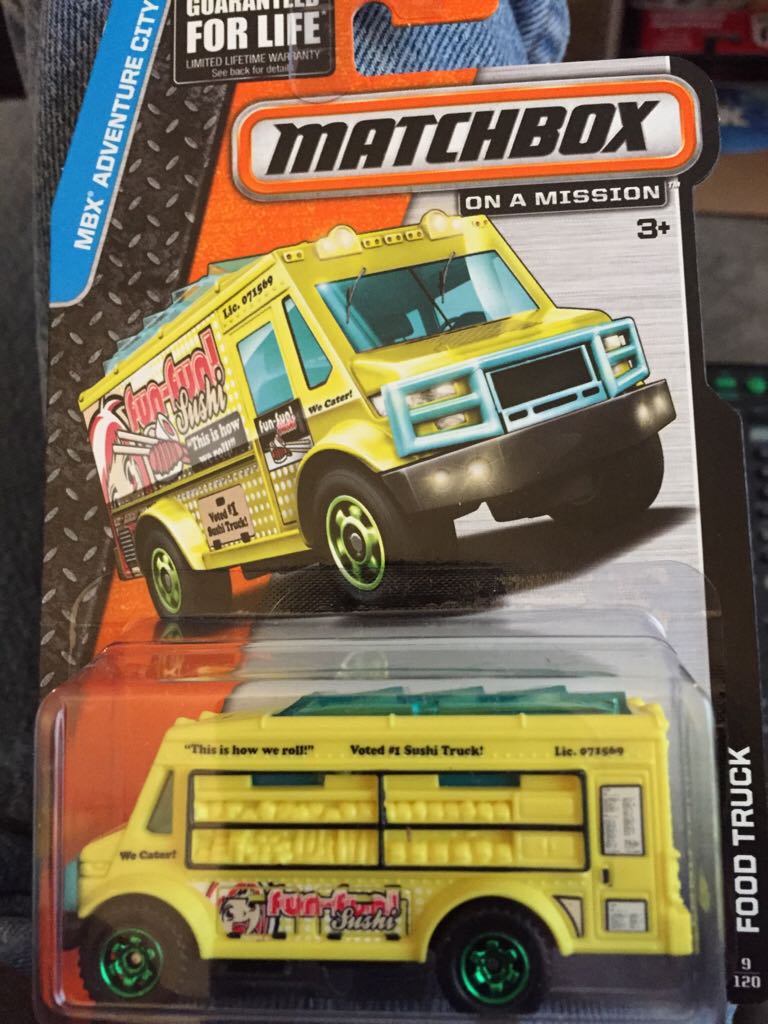 GUARANTEED
FOR LIFE
LIMITED LIFETIME WARRANTY
See back for details
MBX® ADVENTURE CITY
MATCHBOX
ON A MISSION™
3+
Lic. 071569
fun-fun!
Sushi
"This is how
we roll!"
We Cater!
fun-fun!
Voted #1
Sushi Truck!
"This is how we roll!"
Voted #1 Sushi Truck!
Lic. 071569
We Cater!
fun-fun!
Sushi
FOOD TRUCK
9
120